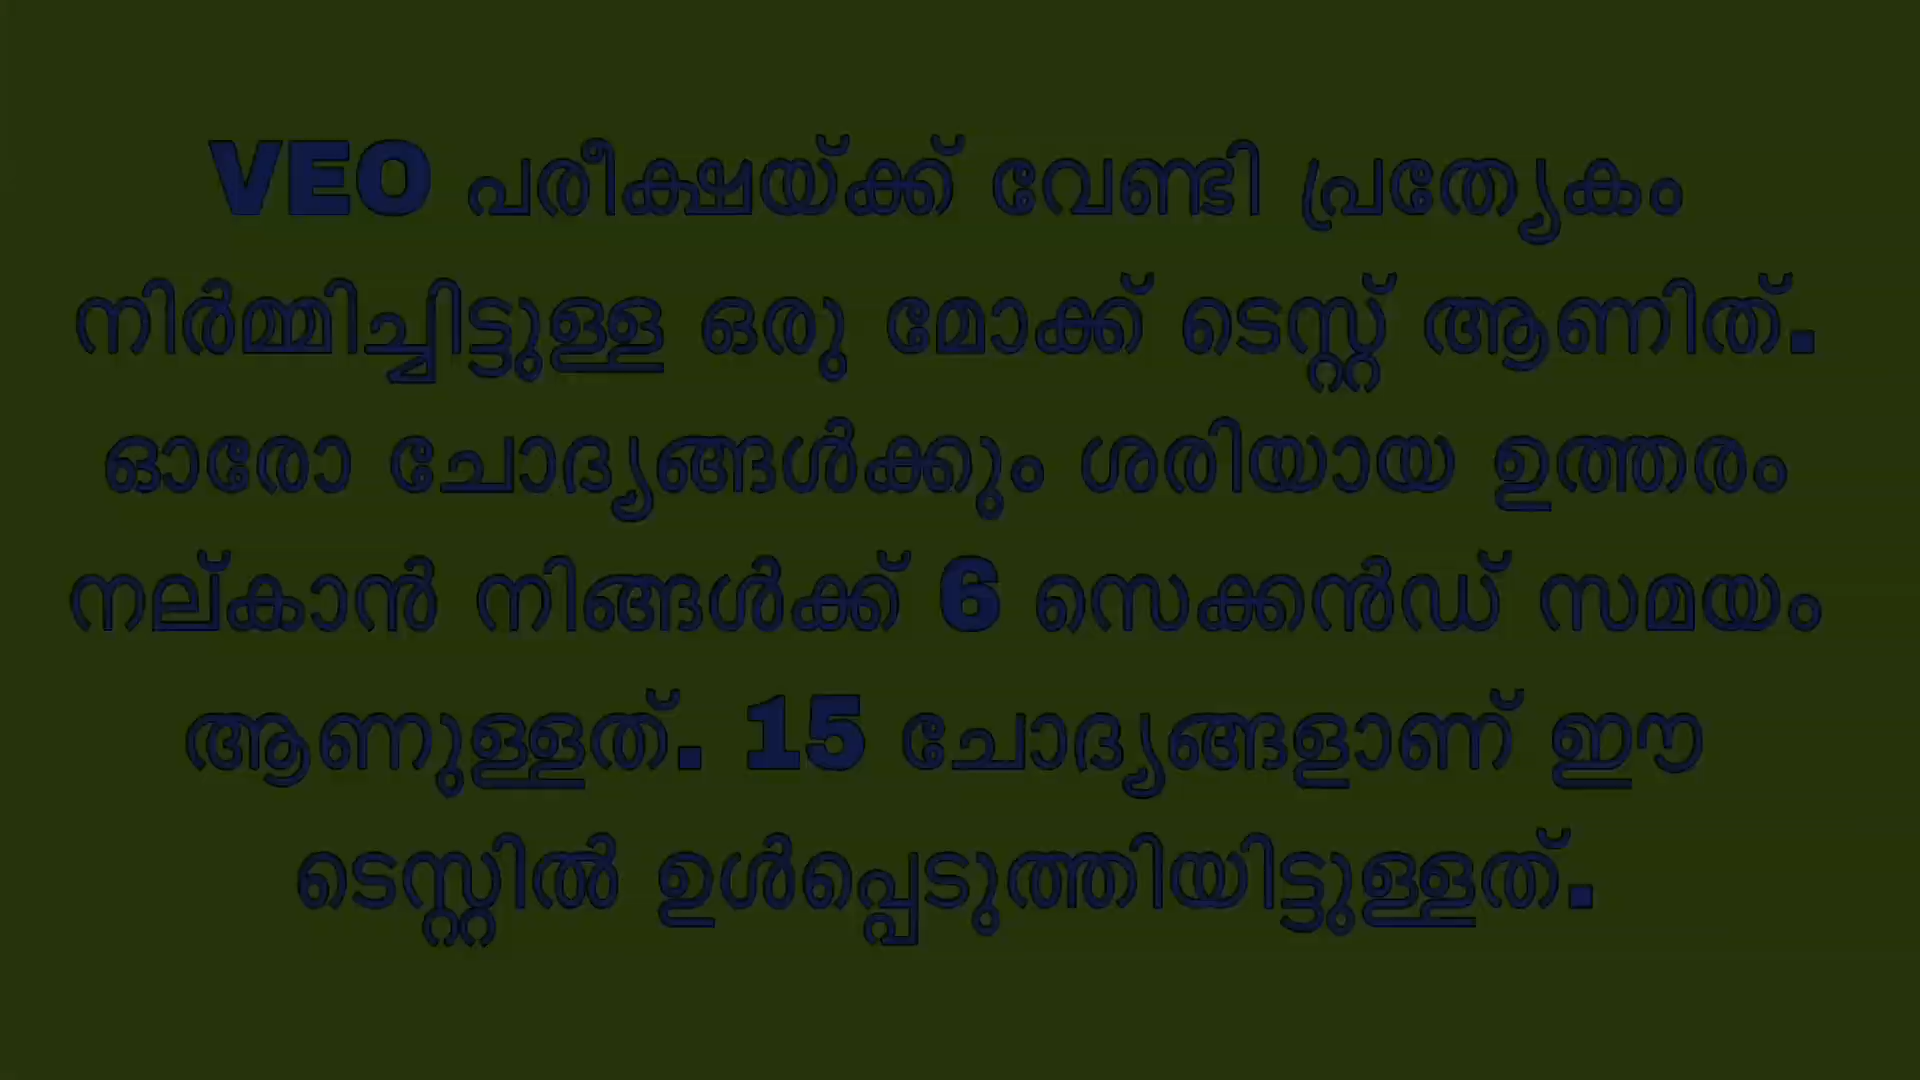 VEO പരീക്ഷയ്ക്ക് വേണ്ടി പ്രത്യേകം
നിർമ്മിച്ചിട്ടുള്ള ഒരു മോക്ക് ടെസ്റ്റ് ആണിത്.
ഓരോ ചോദ്യങ്ങൾക്കും ശരിയായ ഉത്തരം
നല്കാൻ നിങ്ങൾക്ക് 6 സെക്കൻഡ് സമയം
ആണുള്ളത്. 15 ചോദ്യങ്ങളാണ് ഈ
ടെസ്റ്റിൽ ഉൾപ്പെടുത്തിയിട്ടുള്ളത്.